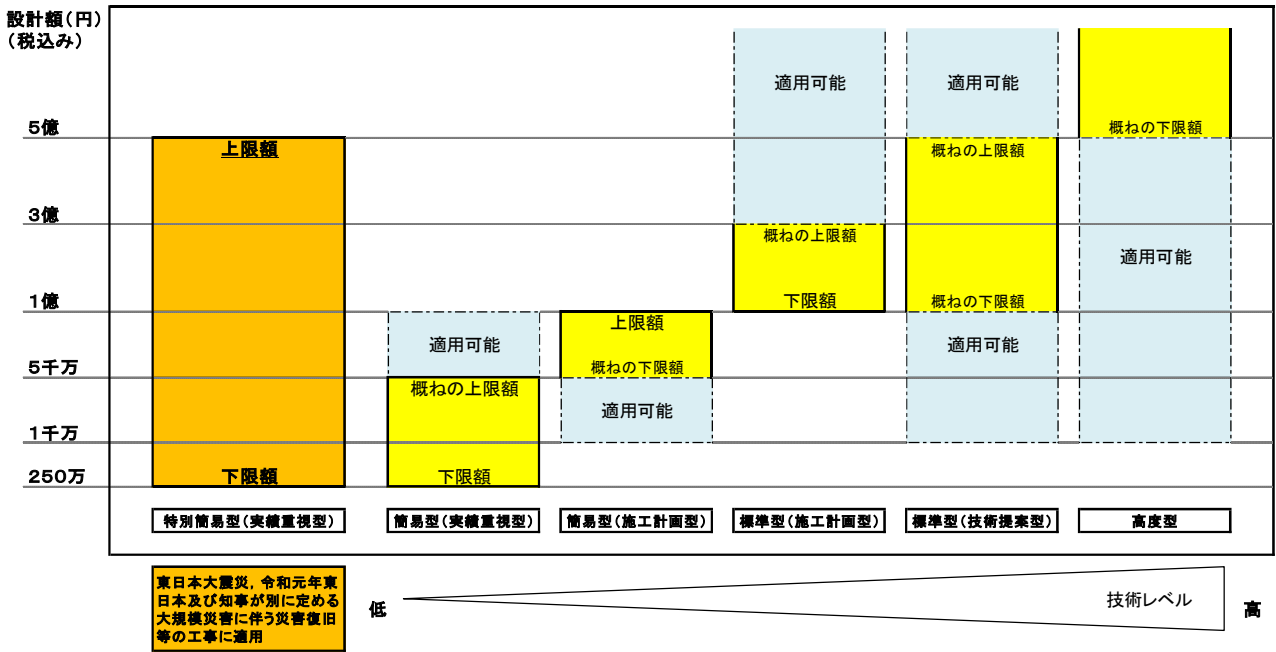 設計額(円)
(税込み)
適用可能
適用可能
5億
概ねの下限額
上限額
概ねの上限額
3億
概ねの上限額
適用可能
1億
下限額
概ねの下限額
上限額
適用可能
適用可能
5千万
概ねの下限額
概ねの上限額
適用可能
1千万
250万
下限額
下限額
特別簡易型(実績重視型)
簡易型(実績重視型)
簡易型(施工計画型)
標準型(施工計画型)
標準型(技術提案型)
高度型
東日本大震災,令和元年東
日本及び知事が別に定める
大規模災害に伴う災害復旧
等の工事に適用
低
技術レベル
高